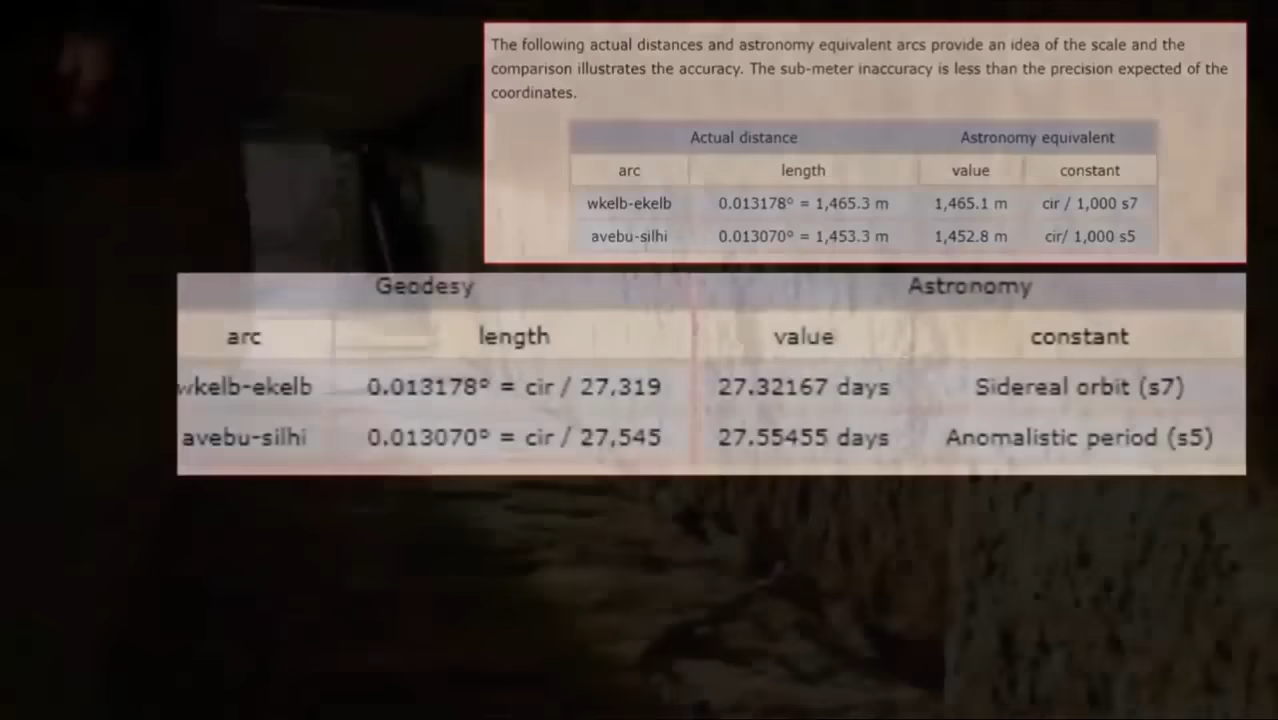 The following actual distances and astronomy equivalent arcs provide an idea of the scale and the
comparison illustrates the accuracy. The sub-meter inaccuracy is less than the precision expected of the
coordinates.
Actual distance Astronomy equivalent
arc length value constant
wkelb-ekelb 0.013178º = 1,465.3 m 1,465.1 m cir / 1,000 s7
avebu-silhi 0.013070º = 1,453.3 m 1,452.8 m cir/ 1,000 s5
Geodesy Astronomy
arc length value constant
wkelb-ekelb 0.013178º = cir / 27,319 27.32167 days Sidereal orbit (s7)
avebu-silhi 0.013070º = cir / 27,545 27.55455 days Anomalistic period (s5)